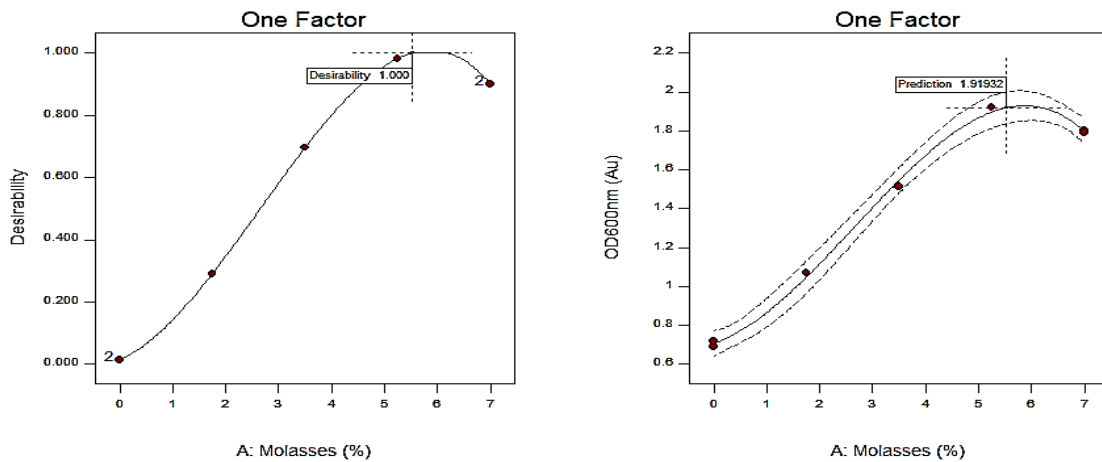 One Factor
1.000
0.800
0.600
0.400
0.200
0.000
Desirability
Desirability 1.000
2
2
0 1 2 3 4 5 6 7
A: Molasses (%)
One Factor
2.2
2
1.8
1.6
1.4
1.2
1
0.8
0.6
OD600nm (Au)
Prediction 1.91932
0 1 2 3 4 5 6 7
A: Molasses (%)